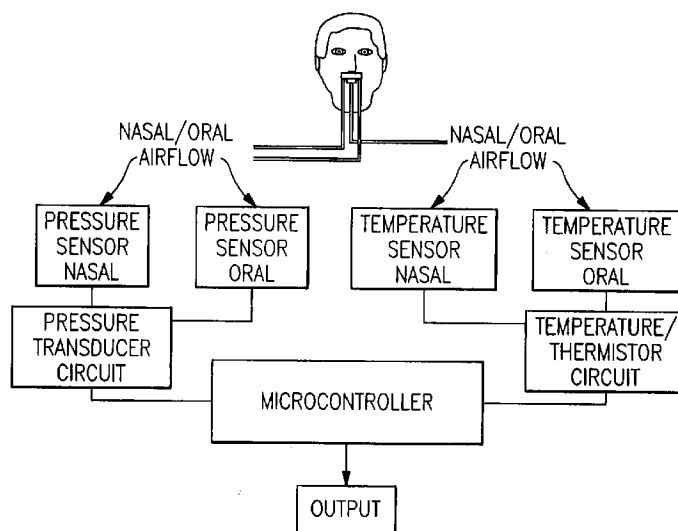 NASAL/ORAL
AIRFLOW
NASAL/ORAL
AIRFLOW
PRESSURE
SENSOR
NASAL
PRESSURE
SENSOR
ORAL
TEMPERATURE
SENSOR
NASAL
TEMPERATURE
SENSOR
ORAL
PRESSURE
TRANSDUCER
CIRCUIT
TEMPERATURE/
THERMISTOR
CIRCUIT
MICROCONTROLLER
OUTPUT